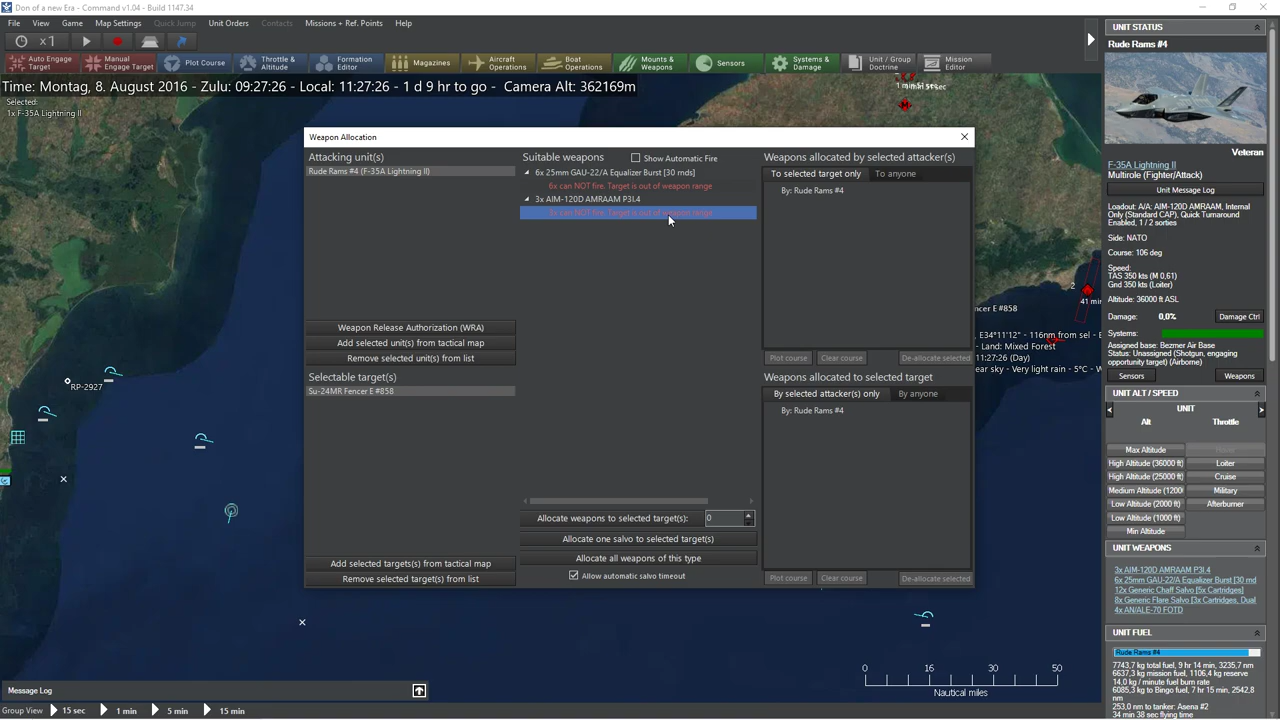 Don of a new Era - Command v1.04 - Build 1147.34
File View Game Map Settings Quick Jump Unit Orders Contacts Missions + Ref. Points Help
x1
Auto Engage Target
Manual Engage Target
Plot Course
Throttle & Altitude
Formation Editor
Magazines
Aircraft Operations
Boat Operations
Mounts & Weapons
Sensors
Systems & Damage
Unit / Group Doctrine
Mission Editor
Time: Montag, 8. August 2016 - Zulu: 09:27:26 - Local: 11:27:26 - 1 d 9 hr to go - Camera Alt: 362169m
Selected:
1x F-35A Lightning II
RP-2927
Weapon Allocation
Attacking unit(s)
Rude Rams #4 (F-35A Lightning II)
Weapon Release Authorization (WRA)
Add selected unit(s) from tactical map
Remove selected unit(s) from list
Selectable target(s)
Su-24MR Fencer E #858
Add selected targets(s) from tactical map
Remove selected target(s) from list
Suitable weapons
Show Automatic Fire
6x 25mm GAU-22/A Equalizer Burst [30 rnds]
6x can NOT fire. Target is out of weapon range
3x AIM-120D AMRAAM P3I.4
3x can NOT fire. Target is out of weapon range
Allocate weapons to selected target(s): 0
Allocate one salvo to selected target(s)
Allocate all weapons of this type
Allow automatic salvo timeout
Weapons allocated by selected attacker(s)
To selected target only To anyone
By: Rude Rams #4
Plot course Clear course De-allocate selected
Weapons allocated to selected target
By selected attacker(s) only By anyone
By: Rude Rams #4
Plot course Clear course De-allocate selected
2
41 min
encer E #858
, E34°11'12" - 116nm from sel -
- Land: Mixed Forest
11:27:26 (Day)
ear sky - Very light rain - 5°C -
0 16 30 50
Nautical miles
Message Log
Group View 15 sec 1 min 5 min 15 min
UNIT STATUS
Rude Rams #4
Veteran
F-35A Lightning II
Multirole (Fighter/Attack)
Unit Message Log
Loadout: A/A: AIM-120D AMRAAM, Internal
Only (Standard CAP), Quick Turnaround
Enabled, 1 / 2 sorties
Side: NATO
Course: 106 deg
Speed:
TAS 350 kts (M 0,61)
Gnd 350 kts (Loiter)
Altitude: 36000 ft ASL
Damage: 0,0% Damage Ctrl
Systems:
Assigned base: Bezmer Air Base
Status: Unassigned (Shotgun, engaging
opportunity target) (Airborne)
Sensors Weapons
UNIT ALT / SPEED
< UNIT >
Alt Throttle
Max Altitude
High Altitude (36000 ft) Loiter
High Altitude (25000 ft) Cruise
Medium Altitude (1200 Military
Low Altitude (2000 ft) Afterburner
Low Altitude (1000 ft)
Min Altitude
UNIT WEAPONS
3x AIM-120D AMRAAM P3I.4
6x 25mm GAU-22/A Equalizer Burst [30 rnd
12x Generic Chaff Salvo [5x Cartridges]
8x Generic Flare Salvo [3x Cartridges, Dual
4x AN/ALE-70 FOTD
UNIT FUEL
Rude Rams #4
7743,7 kg total fuel, 9 hr 14 min, 3235,7 nm
6637,3 kg mission fuel, 1106,4 kg reserve
14,0 kg / minute fuel burn rate
6085,3 kg to Bingo fuel, 7 hr 15 min, 2542,8
nm
253,0 nm to tanker: Asena #2
34 min 38 sec flying time